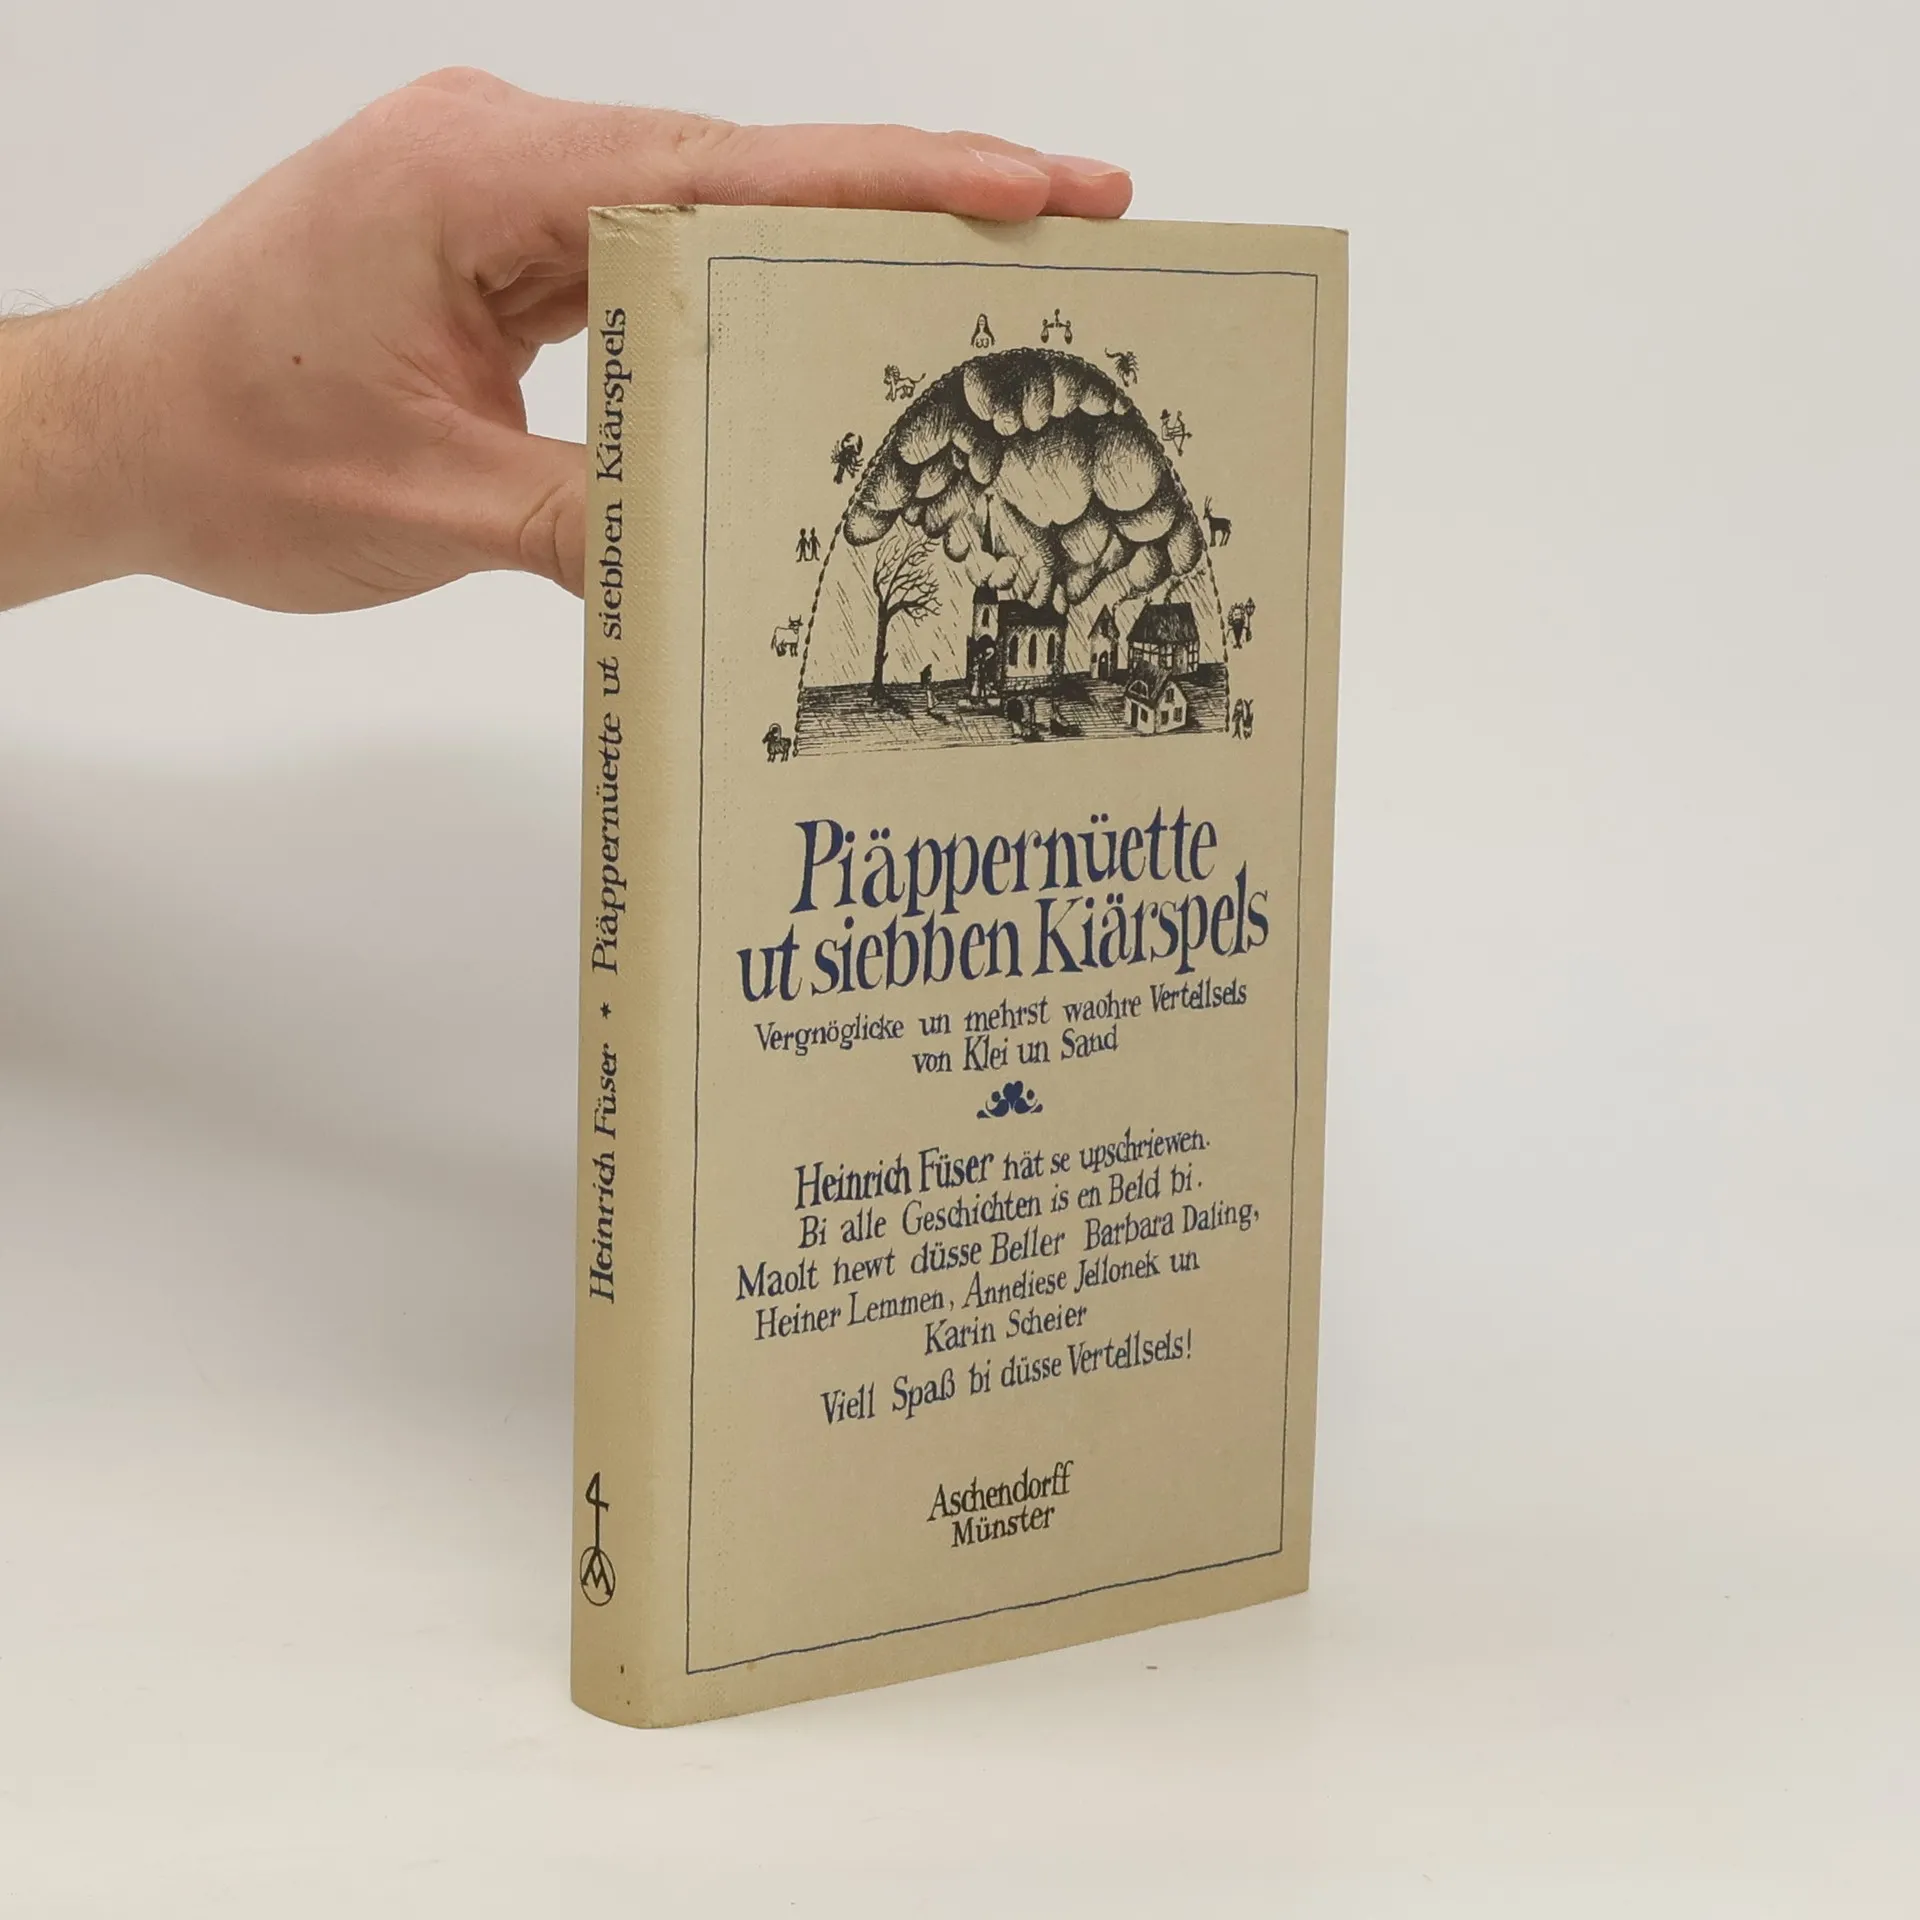 Heinrich Füser * Piäppernüette ut siebben Kiärspels
Piäppernüette
ut siebben Kiärspels
Vergnöglicke un mehrst waohre Vertellsels
von Klei un Sand
Heinrich Füser hät se upschriewen.
Bi alle Geschichten is en Beld bi.
Maolt hewt düsse Beller Barbara Daling,
Heiner Lemmen, Anneliese Jellonek un
Karin Scheier
Viell Spaß bi düsse Vertellsels!
Aschendorff
Münster